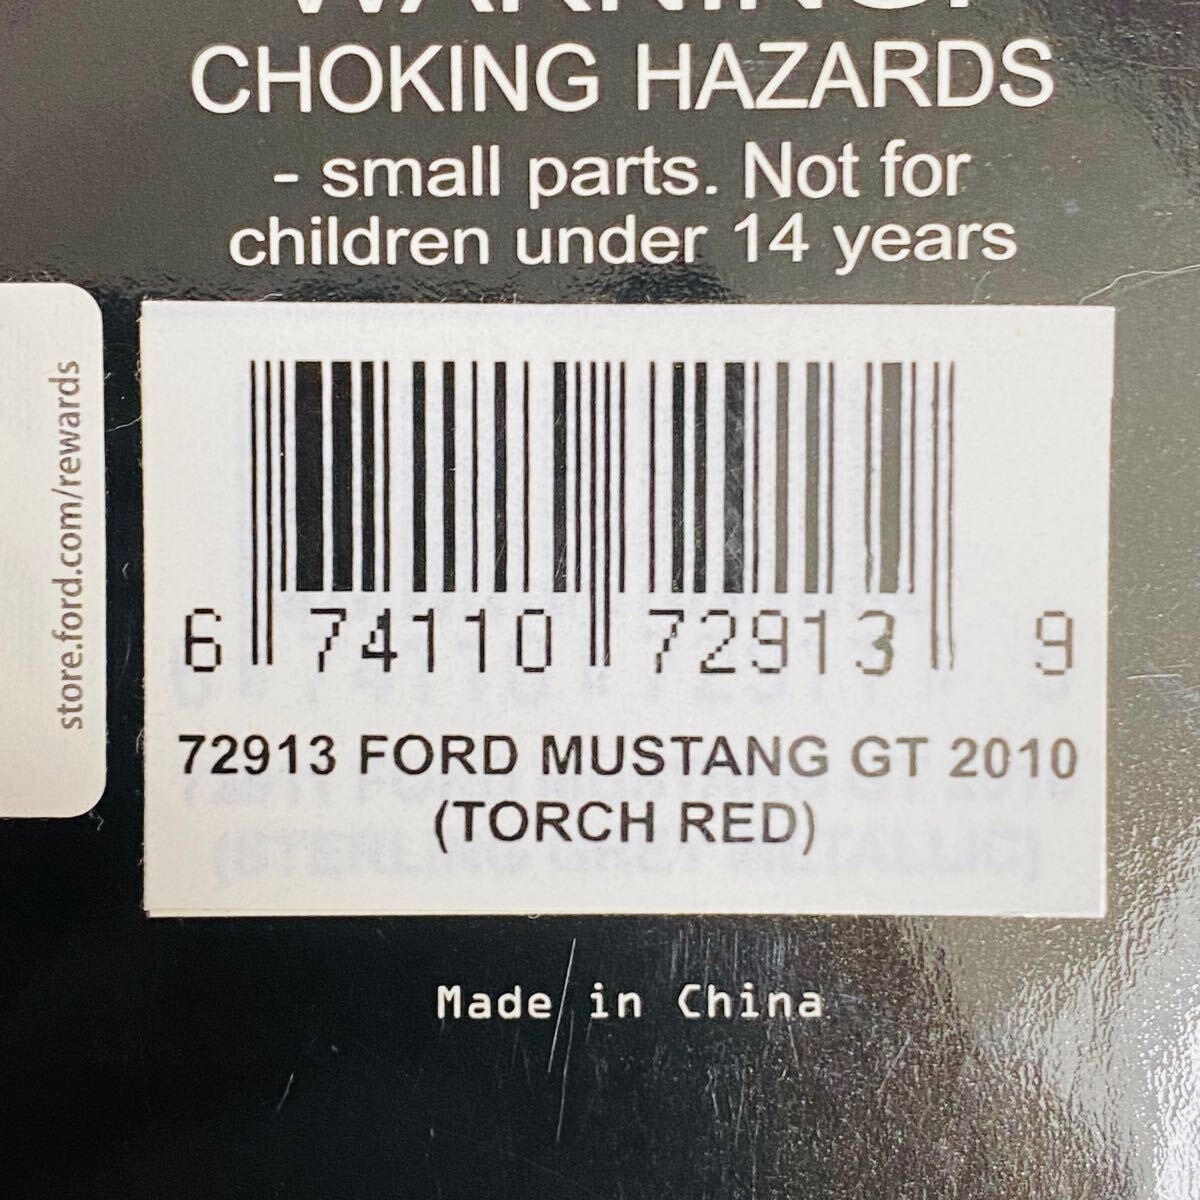 WARNING:
CHOKING HAZARDS
- small parts. Not for
children under 14 years
store.ford.com/rewards
6 74110 72913 9
72913 FORD MUSTANG GT 2010
(TORCH RED)
Made in China